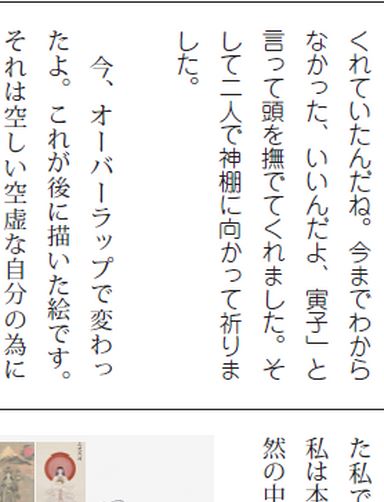 くれていたんだね。今までわから
なかった、いいんだよ、寅子」と
言って頭を撫でてくれました。そ
して二人で神棚に向かって祈りま
した。
今、オーバーラップで変わっ
たよ。これが後に描いた絵です。
それは空しい空虚な自分の為に
た私で
私は本
然の中